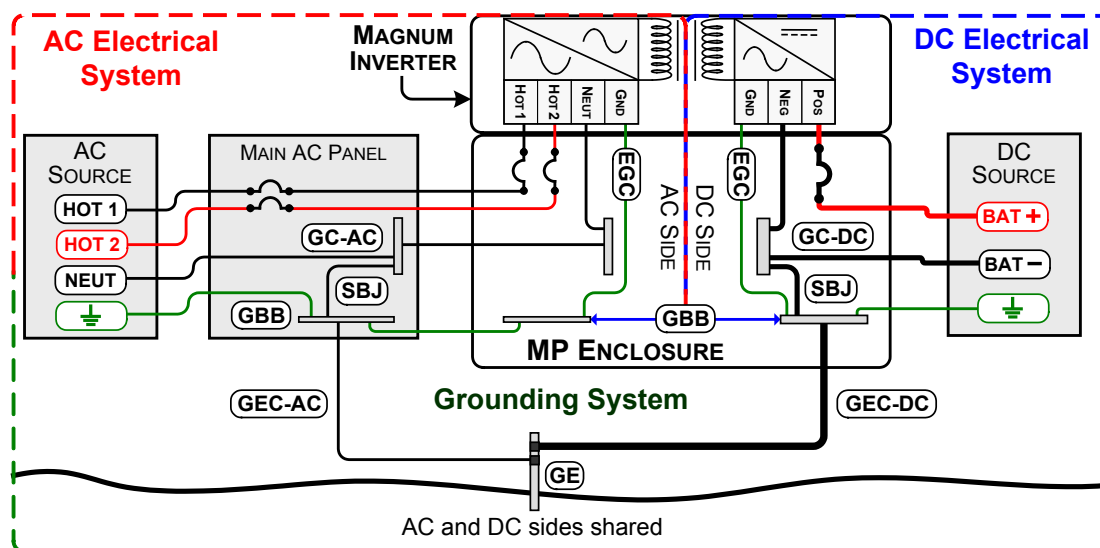 AC Electrical
System
MAGNUM
INVERTER
HOT 1
HOT 2
NEUT
GND
GND
NEG
POS
DC Electrical
System
AC
SOURCE
HOT 1
HOT 2
NEUT
MAIN AC PANEL
GC-AC
SBJ
GBB
EGC
AC SIDE
DC SIDE
EGC
GC-DC
SBJ
GBB
MP ENCLOSURE
DC
SOURCE
BAT +
BAT –
GEC-AC
Grounding System
GEC-DC
GE
AC and DC sides shared